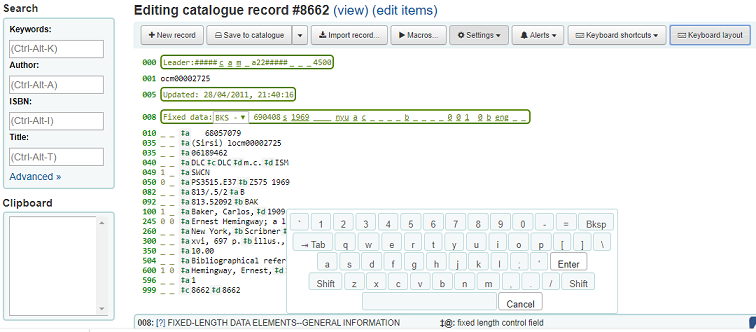 Search
Keywords:
(Ctrl-Alt-K)
Author:
(Ctrl-Alt-A)
ISBN:
(Ctrl-Alt-I)
Title:
(Ctrl-Alt-T)
Advanced »
Clipboard
Editing catalogue record #8662 (view) (edit items)
+ New record
Save to catalogue
Import record...
Macros...
Settings
Alerts
Keyboard shortcuts
Keyboard layout
000 Leader:##### c a m _ a22##### _ _ _ 4500
001 ocm00002725
005 Updated: 28/04/2011, 21:40:16
008 Fixed data: BKS - 690408 s 1969 ____ nyu a c _ _ _ _ b _ _ _ _ 0 0 1 0 b eng _ _
010 _ _ ‡a 68057079
035 _ _ ‡a (Sirsi) locm00002725
035 _ _ ‡a 06189462
040 _ _ ‡a DLC ‡c DLC ‡d m.c. ‡d ISM
049 1 _ ‡a SWCN
050 0 _ ‡a PS3515.E37 ‡b Z575 1969
082 _ _ ‡a 813/.5/2 ‡a B
092 _ _ ‡a 813.52092 ‡b BAK
100 1 _ ‡a Baker, Carlos, ‡d 1909
245 0 0 ‡a Ernest Hemingway; a l
260 _ _ ‡a New York, ‡b Scribner ‡
300 _ _ ‡a xvi, 697 p. ‡b illus.,
350 _ _ ‡a 10.00
504 _ _ ‡a Bibliographical refer
600 1 0 ‡a Hemingway, Ernest, ‡d
596 _ _ ‡a 1
999 _ _ ‡c 8662 ‡d 8662
` 1 2 3 4 5 6 7 8 9 0 - = Bksp
Tab q w e r t y u i o p [ ] \
a s d f g h j k l ; ' Enter
Shift z x c v b n m , . / Shift
Cancel
008: [?] FIXED-LENGTH DATA ELEMENTS--GENERAL INFORMATION ‡@: fixed length control field